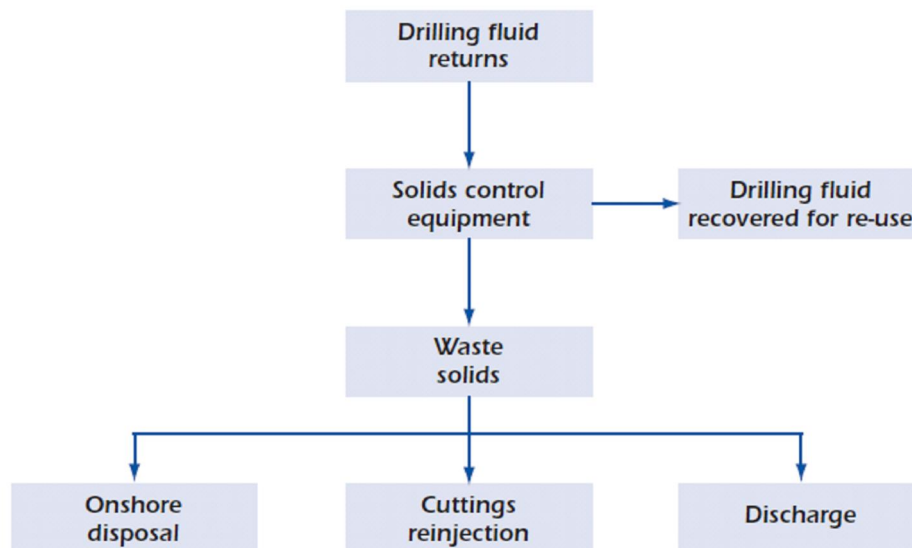 Drilling fluid
returns
Solids control
equipment
Drilling fluid
recovered for re-use
Waste
solids
Onshore
disposal
Cuttings
reinjection
Discharge